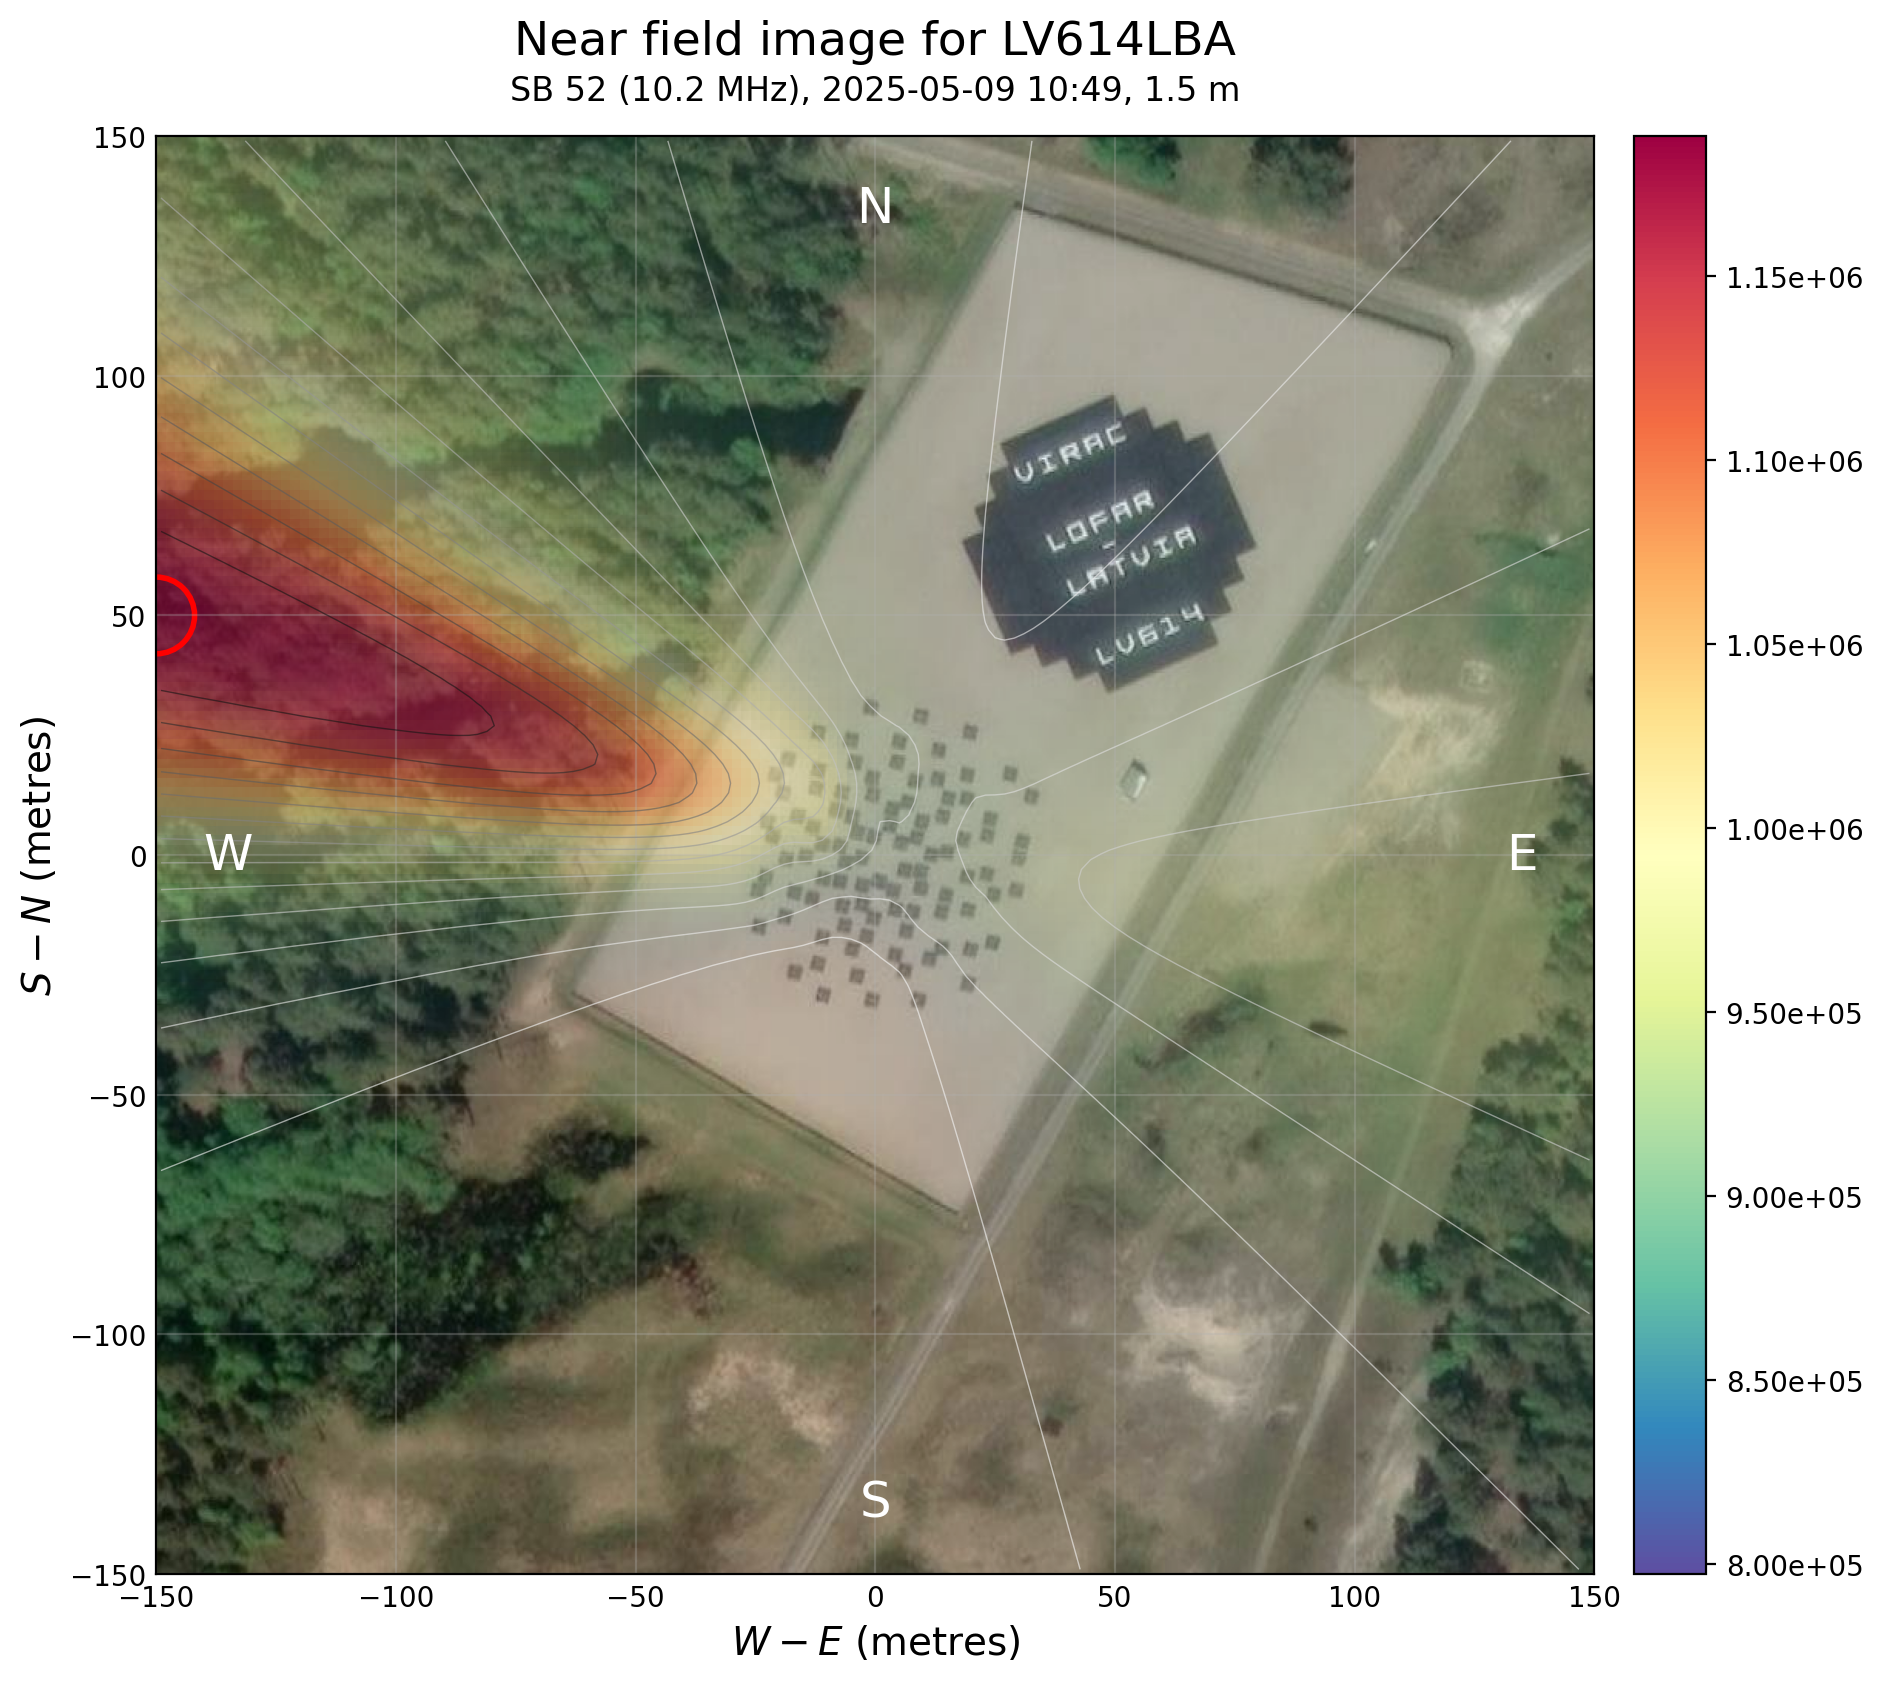 Near field image for LV614LBA
SB 52 (10.2 MHz), 2025-05-09 10:49, 1.5 m
150
100
50
0
−50
−100
−150
S − N (metres)
−150
−100
−50
0
50
100
150
W − E (metres)
N
W
E
S
VIRAC
LOFAR
-
LATVIA
LV614
1.15e+06
1.10e+06
1.05e+06
1.00e+06
9.50e+05
9.00e+05
8.50e+05
8.00e+05